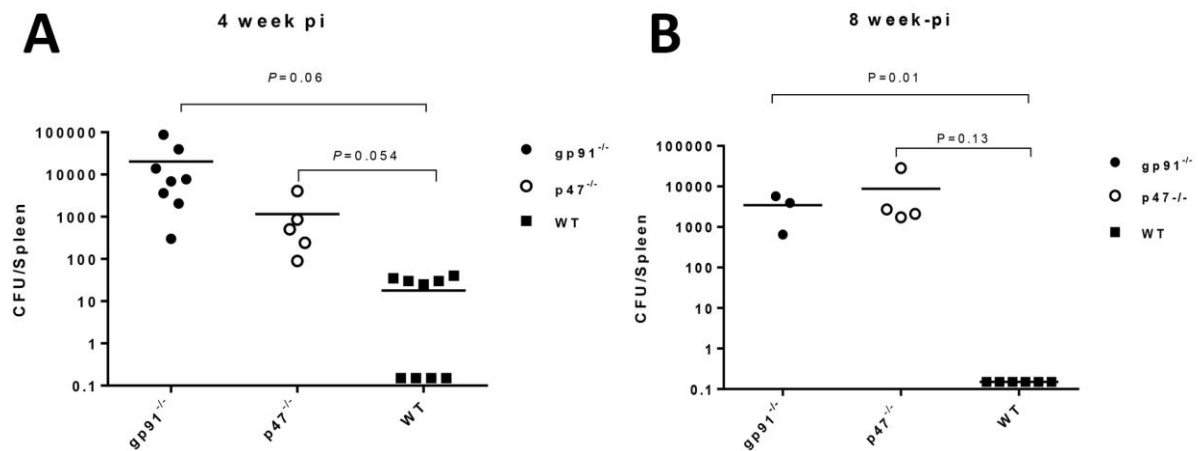 A
4 week pi
P=0.06
P=0.054
CFU/Spleen
100000
10000
1000
100
10
1
0.1
gp91-/-
p47-/-
WT
gp91-/-
p47-/-
WT
B
8 week-pi
P=0.01
P=0.13
CFU/Spleen
100000
10000
1000
100
10
1
0.1
gp91-/-
p47-/-
WT
gp91-/-
p47-/-
WT